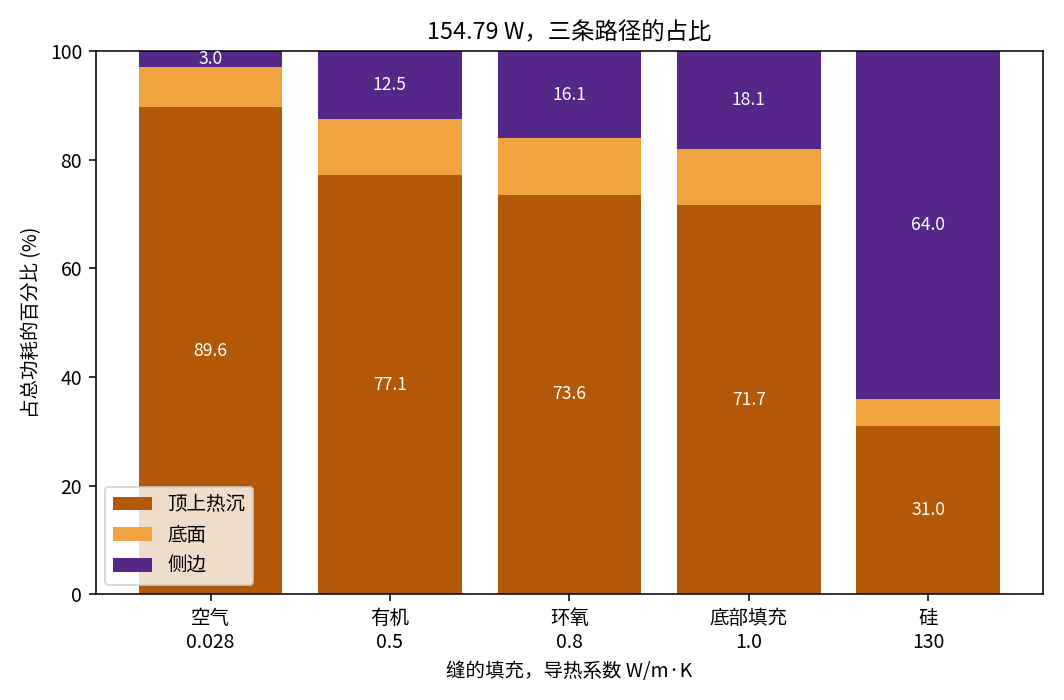 154.79 W，三条路径的占比
占总功耗的百分比 (%)
100
80
60
40
20
0
3.0
12.5
16.1
18.1
64.0
89.6
77.1
73.6
71.7
31.0
顶上热沉
底面
侧边
空气
0.028
有机
0.5
环氧
0.8
底部填充
1.0
硅
130
缝的填充，导热系数 W/m·K